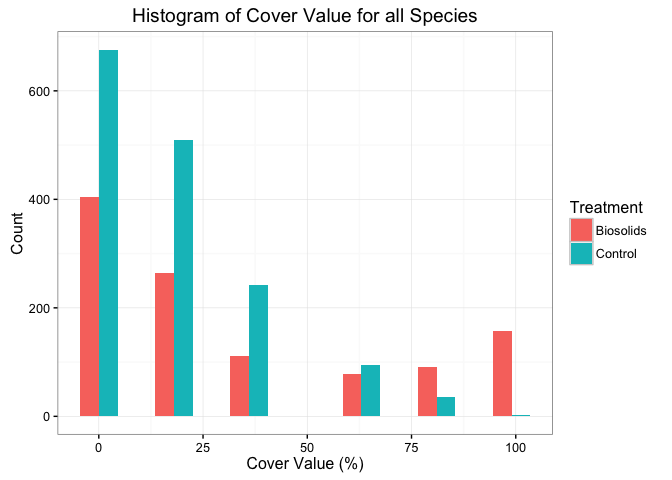 Histogram of Cover Value for all Species
600
400
200
0
Count
0 25 50 75 100
Cover Value (%)
Treatment
Biosolids
Control